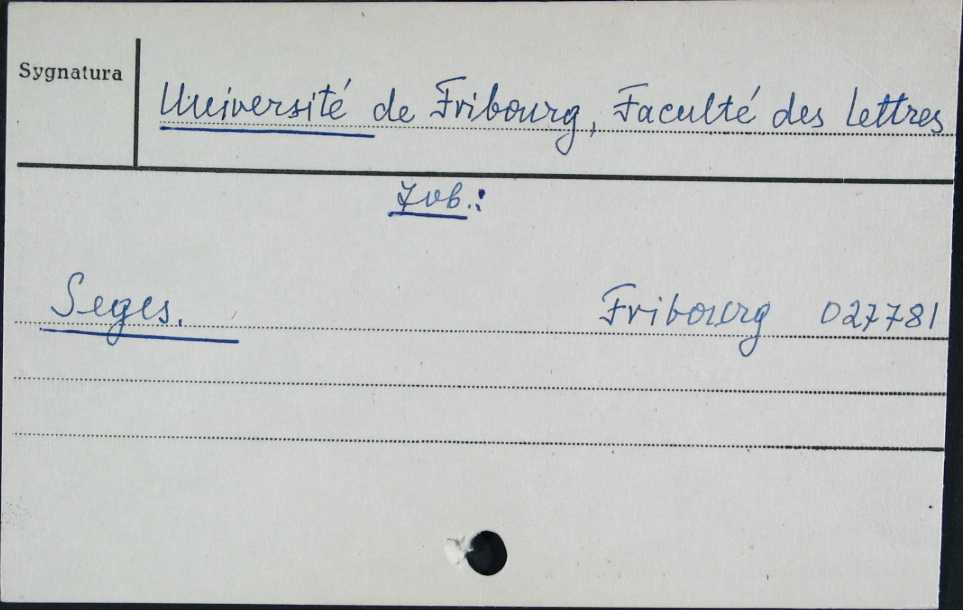 Sygnatura
Université de Fribourg, Faculté des lettres
Zob.:
Seges.
Fribourg 027781